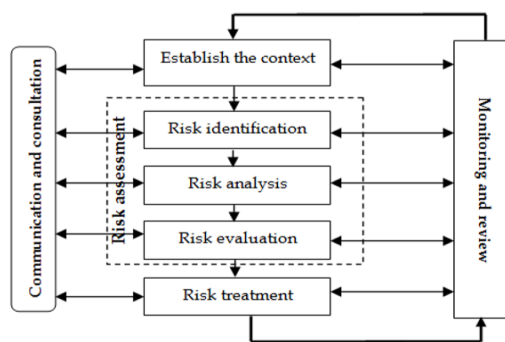 Establish the context
Communication and consultation
Risk assessment
Risk identification
Risk analysis
Risk evaluation
Risk treatment
Monitoring and review